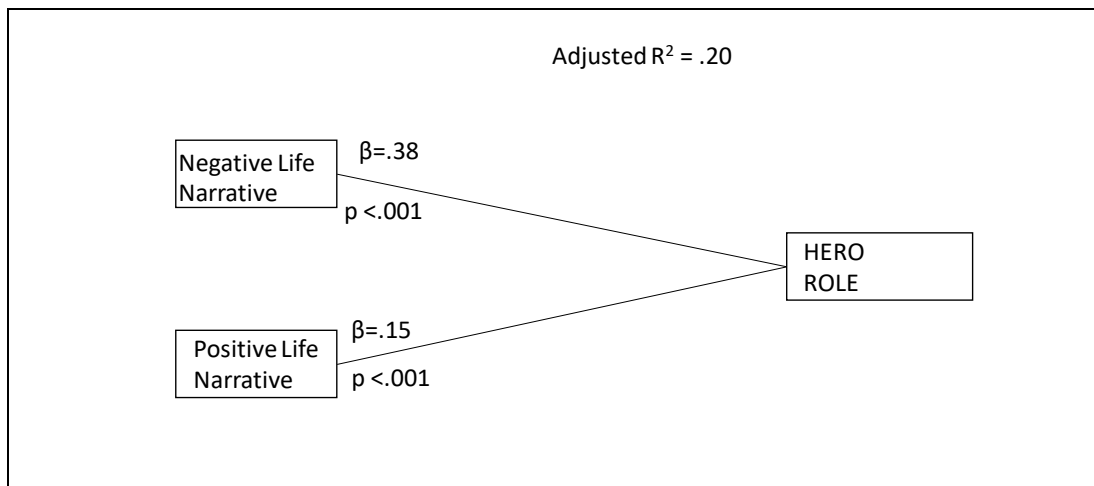 Adjusted R² = .20
β=.38
Negative Life
Narrative
p <.001
HERO
ROLE
β=.15
Positive Life
Narrative
p <.001